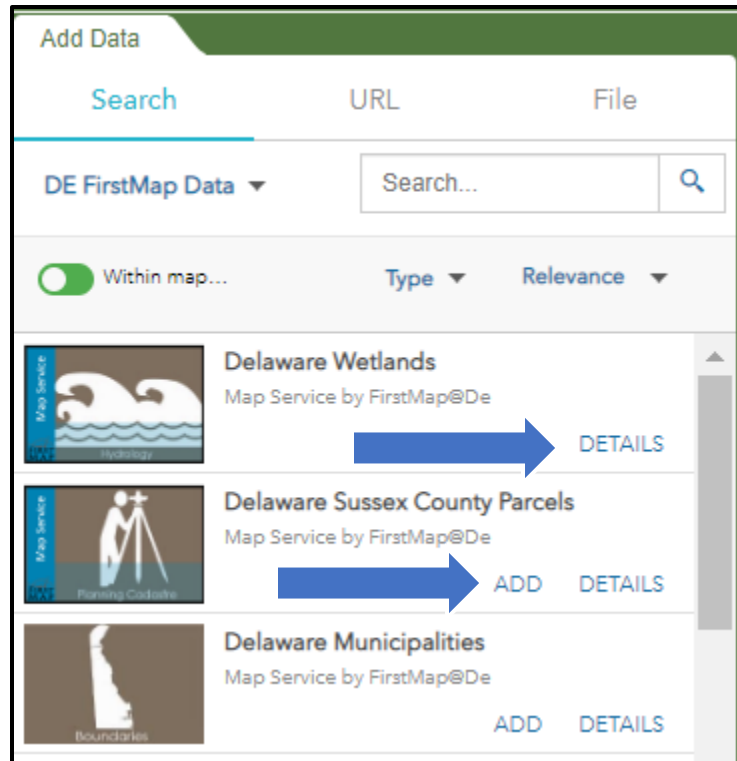 Add Data
Search URL File
DE FirstMap Data Search...
Within map... Type Relevance
Map Service
Hydrology
Delaware Wetlands
Map Service by FirstMap@De
DETAILS
Map Service
Planning Cadastre
Delaware Sussex County Parcels
Map Service by FirstMap@De
ADD DETAILS
Boundaries
Delaware Municipalities
Map Service by FirstMap@De
ADD DETAILS